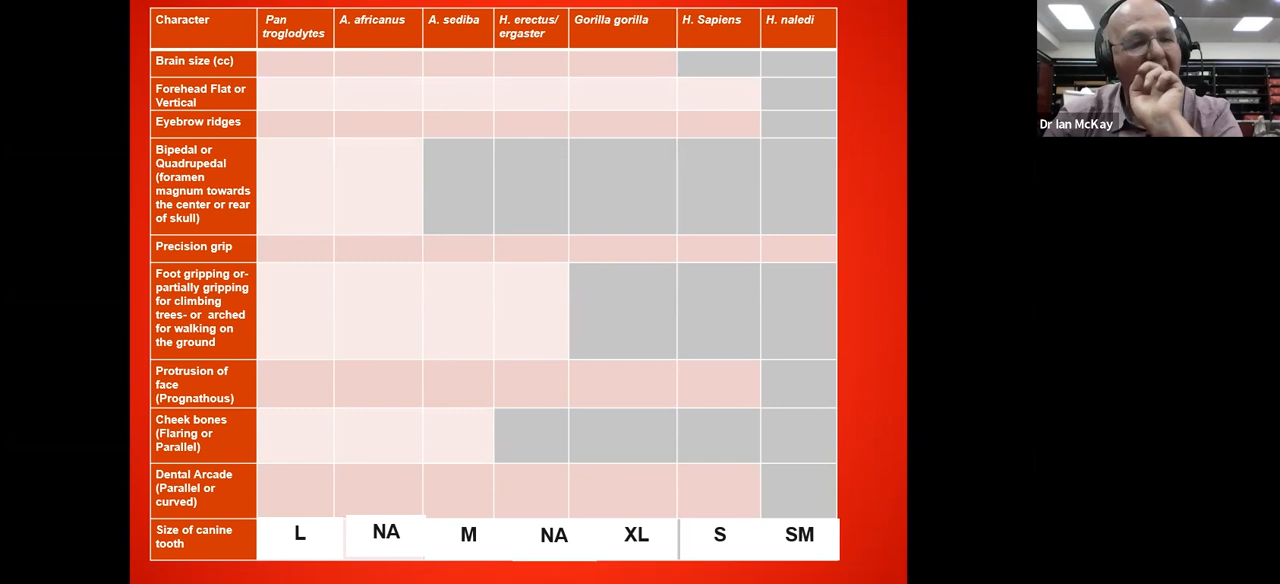 Character
Pan
troglodytes
A. africanus
A. sediba
H. erectus/
ergaster
Gorilla gorilla
H. Sapiens
H. naledi
Brain size (cc)
Forehead Flat or
Vertical
Eyebrow ridges
Bipedal or
Quadrupedal
(foramen
magnum towards
the center or rear
of skull)
Precision grip
Foot gripping or-
partially gripping
for climbing
trees- or arched
for walking on
the ground
Protrusion of
face
(Prognathous)
Cheek bones
(Flaring or
Parallel)
Dental Arcade
(Parallel or
curved)
Size of canine
tooth
L
NA
M
NA
XL
S
SM
Dr Ian McKay